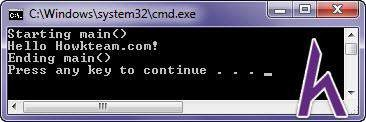 C:\Windows\system32\cmd.exe
Starting main()
Hello Howkteam.com!
Ending main()
Press any key to continue . . . _